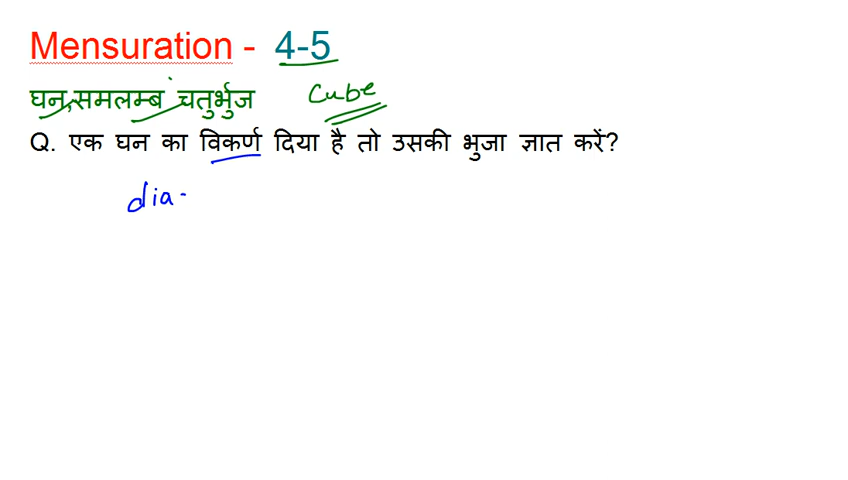 Mensuration - 4-5
घन,समलम्ब चतुर्भुज Cube
Q. एक घन का विकर्ण दिया है तो उसकी भुजा ज्ञात करें?
dia-